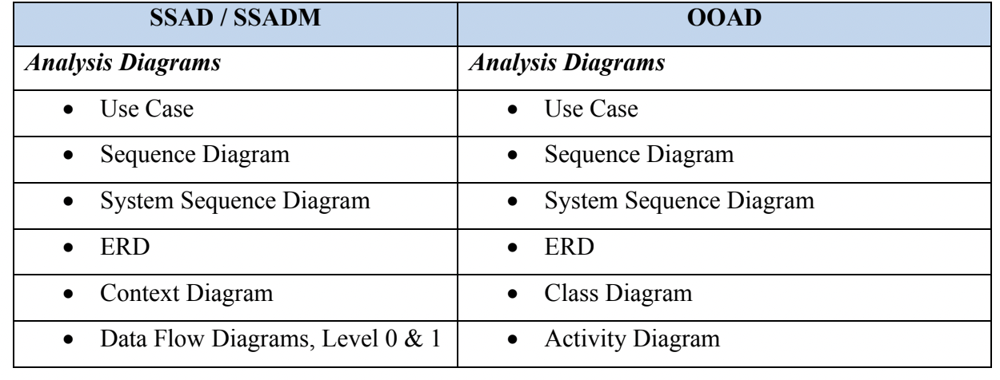 SSAD / SSADM OOAD
Analysis Diagrams Analysis Diagrams
• Use Case • Use Case
• Sequence Diagram • Sequence Diagram
• System Sequence Diagram • System Sequence Diagram
• ERD • ERD
• Context Diagram • Class Diagram
• Data Flow Diagrams, Level 0 & 1 • Activity Diagram